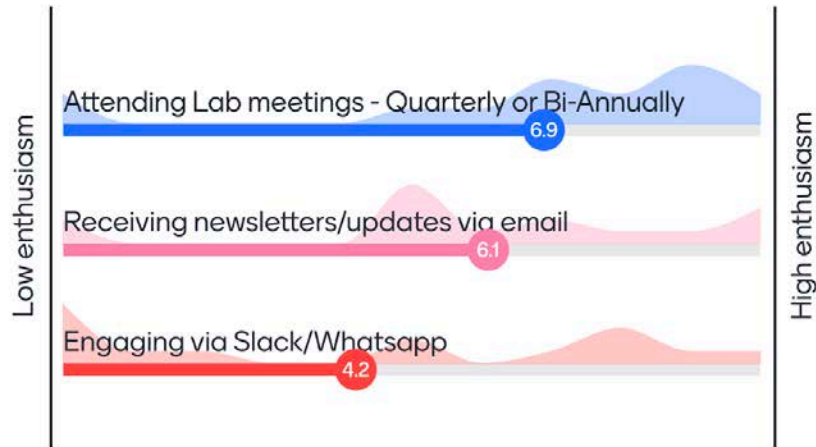 Low enthusiasm
Attending Lab meetings - Quarterly or Bi-Annually
6.9
Receiving newsletters/updates via email
6.1
Engaging via Slack/Whatsapp
4.2
High enthusiasm